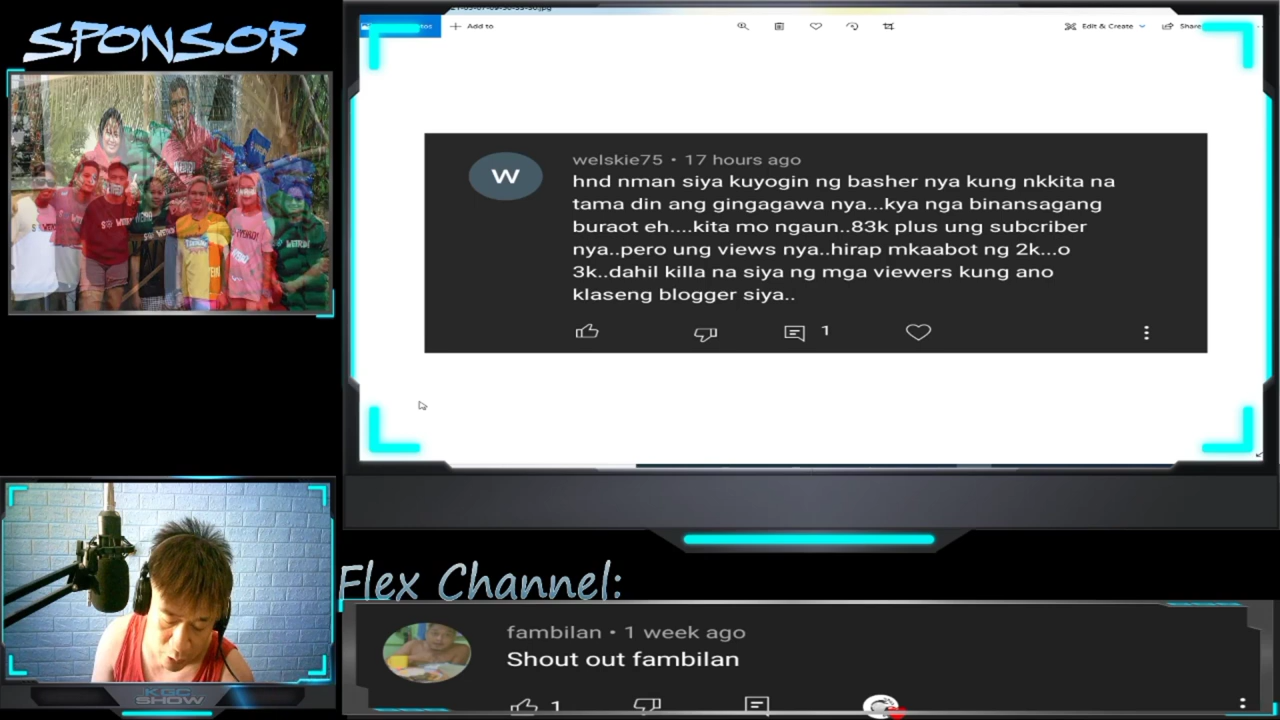 SPONSOR
Add to
Edit & Create
Share
W
welskie75 • 17 hours ago
hnd nman siya kuyogin ng basher nya kung nkkita na
tama din ang gingagawa nya...kya nga binansagang
buraot eh....kita mo ngaun..83k plus ung subcriber
nya..pero ung views nya..hirap mkaabot ng 2k...o
3k..dahil killa na siya ng mga viewers kung ano
klaseng blogger siya..
1
Flex Channel:
fambilan • 1 week ago
Shout out fambilan
1
KGC
SHOW